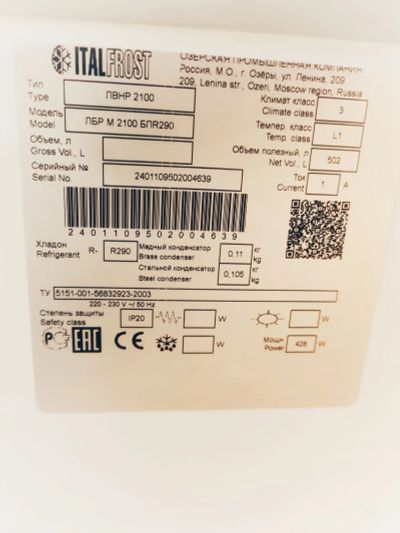 ITALFROST
ОЗЕРСКАЯ ПРОМЫШЛЕННАЯ КОМПАНИЯ
Россия, М.О., г. Озёры, ул. Ленина, 209
209, Lenina str., Ozeri, Moscow region, Russia
Тип
Type
ЛВНР 2100
Климат класс
Climate class
3
Модель
Model
ЛБР М 2100 БПR290
Темпер. класс
Temp. class
L1
Объем, л
Gross Vol., L
Объем полезный, л
Net Vol., L
502
Серийный №
Serial No.
2401109502004639
Ток
Current
1 A
2401109502004639
Хладон
Refrigerant
R-
R290
Медный конденсатор
Brass condenser
0,11
кг
kg
Стальной конденсатор
Steel condenser
0,105
кг
kg
ТУ 5151-001-56832923-2003
220 - 230 V ~/ 50 Hz
Степень защиты
Safety class
IP20
W
W
EAC
CE
W
Мощн.
Power
428
W